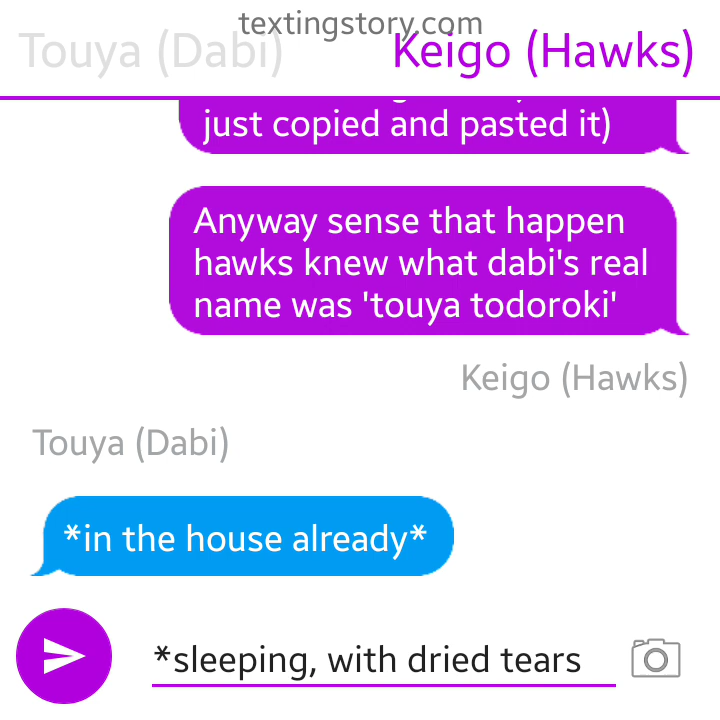 textingstory.com
Touya (Dabi) Keigo (Hawks)
just copied and pasted it)
Anyway sense that happen
hawks knew what dabi's real
name was 'touya todoroki'
Keigo (Hawks)
Touya (Dabi)
*in the house already*
*sleeping, with dried tears